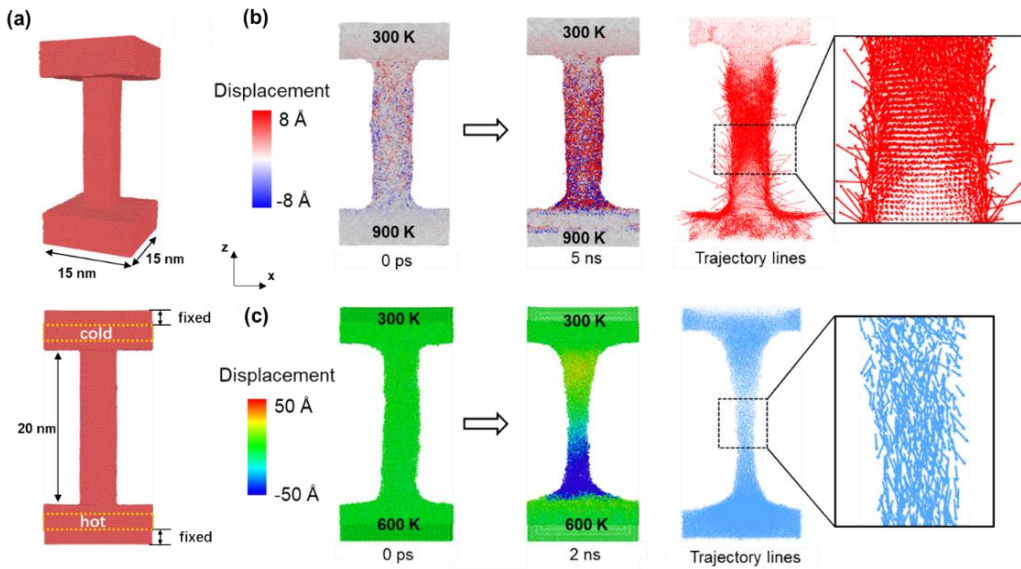 (a)
15 nm
15 nm
z
x
fixed
cold
20 nm
hot
fixed
(b)
Displacement
8 Å
-8 Å
300 K
900 K
0 ps
300 K
900 K
5 ns
Trajectory lines
(c)
Displacement
50 Å
-50 Å
300 K
600 K
0 ps
300 K
600 K
2 ns
Trajectory lines